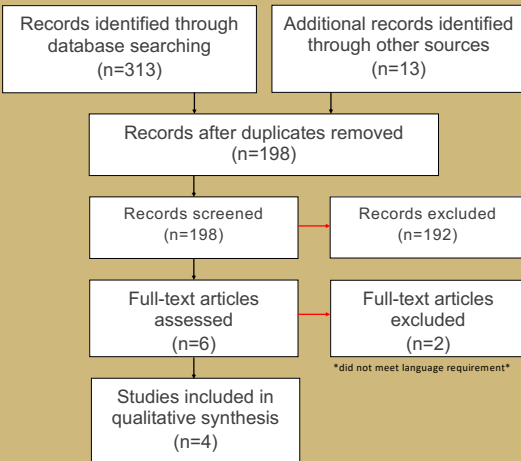 Records identified through
database searching
(n=313)
Additional records identified
through other sources
(n=13)
Records after duplicates removed
(n=198)
Records screened
(n=198)
Records excluded
(n=192)
Full-text articles
assessed
(n=6)
Full-text articles
excluded
(n=2)
*did not meet language requirement*
Studies included in
qualitative synthesis
(n=4)